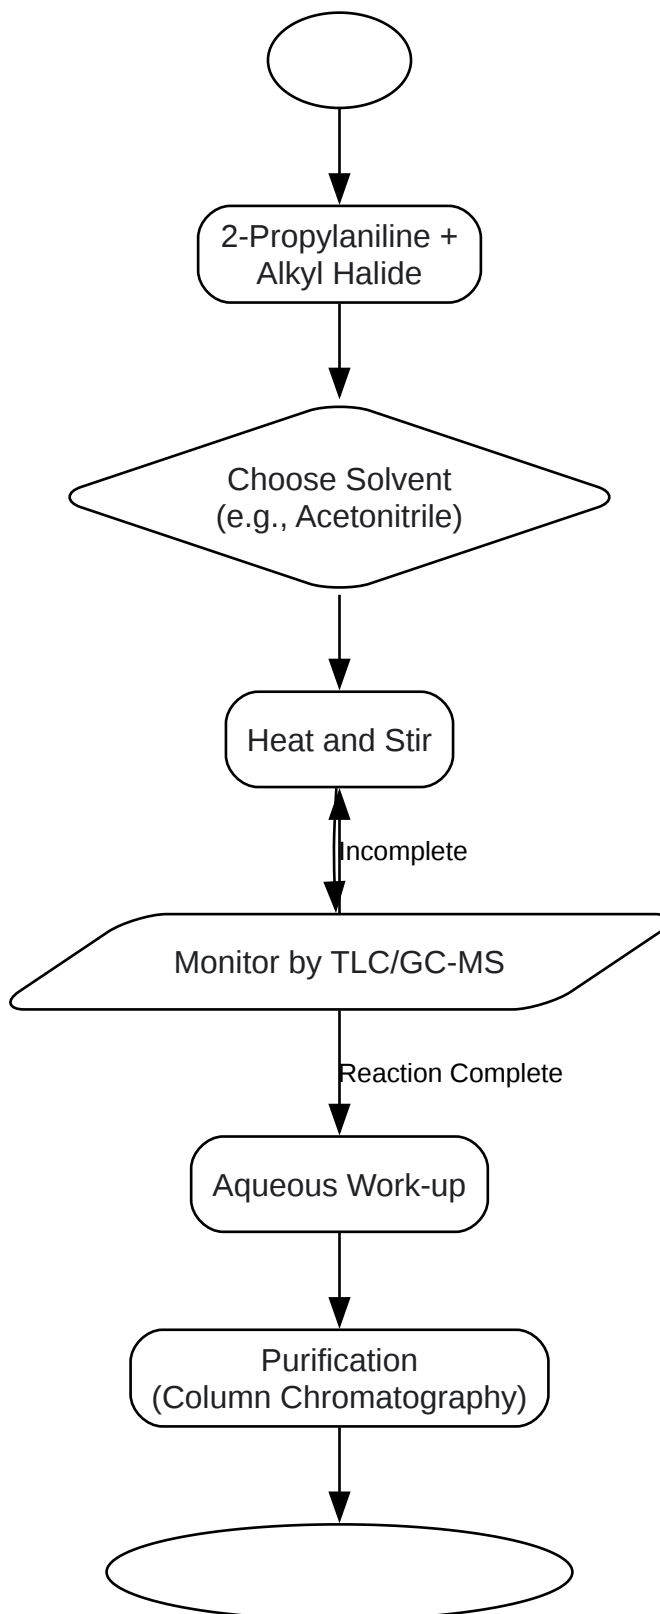 2-Propylaniline +
Alkyl Halide
Choose Solvent
(e.g., Acetonitrile)
Heat and Stir
Incomplete
Monitor by TLC/GC-MS
Reaction Complete
Aqueous Work-up
Purification
(Column Chromatography)